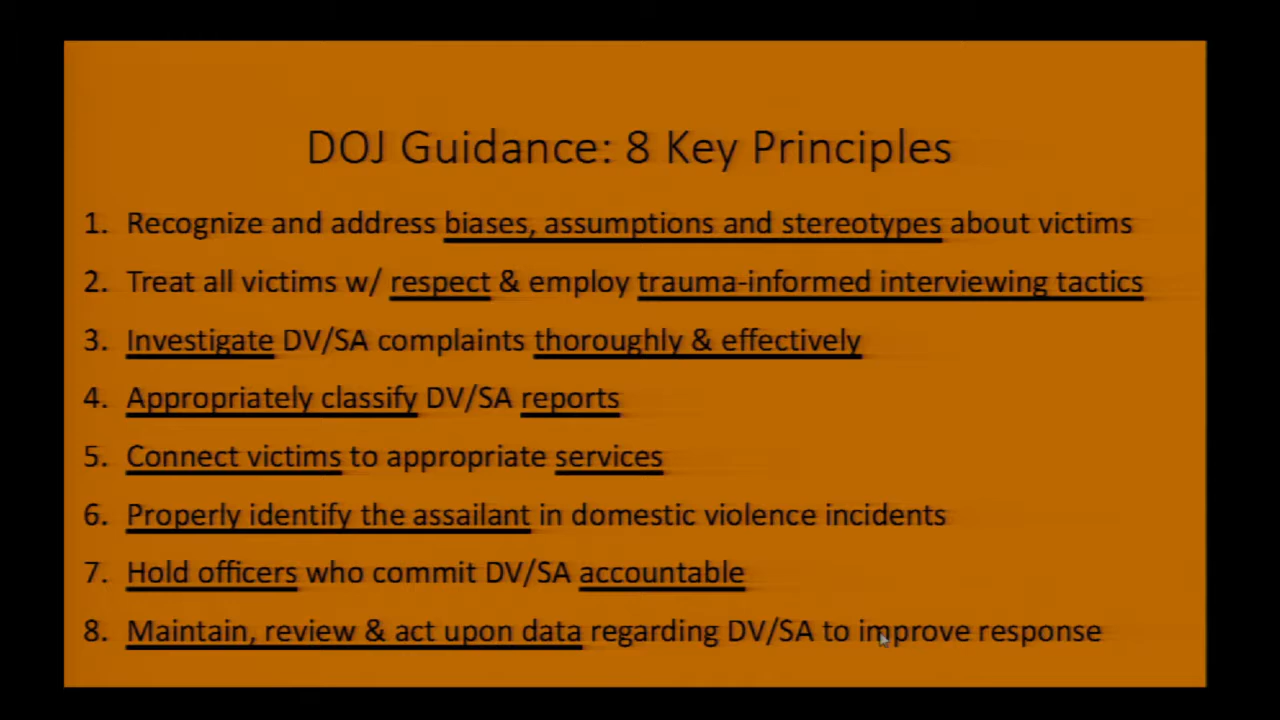 DOJ Guidance: 8 Key Principles
1. Recognize and address biases, assumptions and stereotypes about victims
2. Treat all victims w/ respect & employ trauma-informed interviewing tactics
3. Investigate DV/SA complaints thoroughly & effectively
4. Appropriately classify DV/SA reports
5. Connect victims to appropriate services
6. Properly identify the assailant in domestic violence incidents
7. Hold officers who commit DV/SA accountable
8. Maintain, review & act upon data regarding DV/SA to improve response